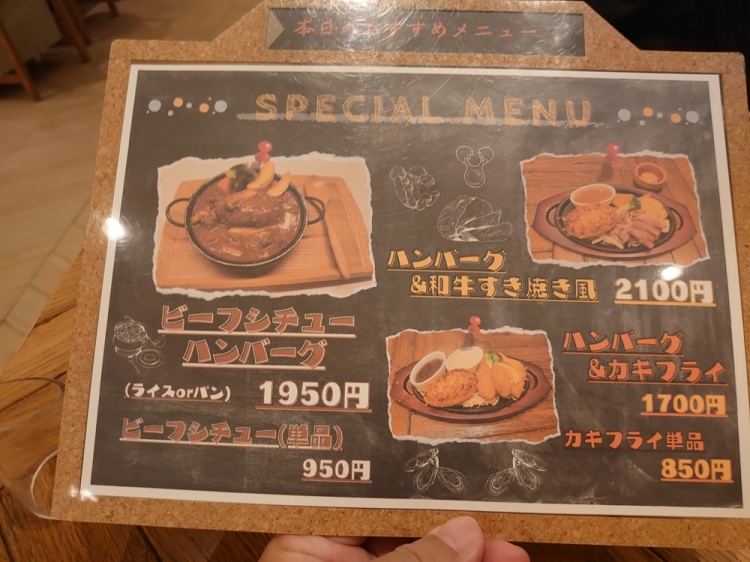 本日のおすすめメニュー
SPECIAL MENU
ビーフシチュー
ハンバーグ
(ライスorパン) 1950円
ビーフシチュー(単品)
950円
ハンバーグ
&和牛すき焼き風 2100円
ハンバーグ
&カキフライ
1700円
カキフライ単品
850円